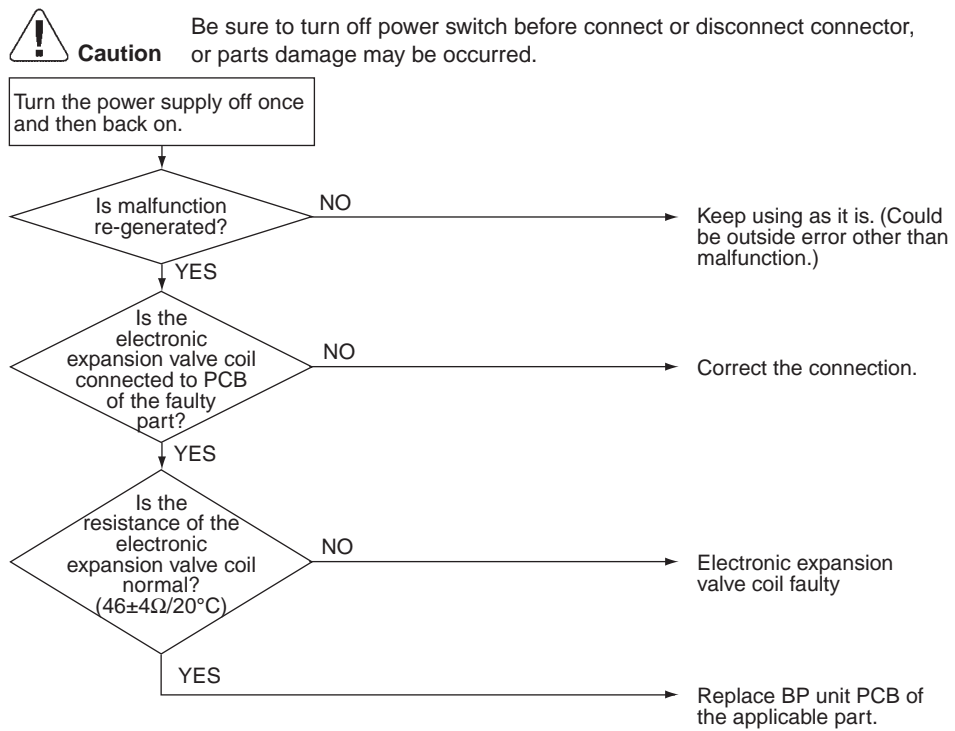 Be sure to turn off power switch before connect or disconnect connector,
Caution or parts damage may be occurred.
Turn the power supply off once
and then back on.
Is malfunction
re-generated?
NO
Keep using as it is. (Could
be outside error other than
malfunction.)
YES
Is the
electronic
expansion valve coil
connected to PCB
of the faulty
part?
NO
Correct the connection.
YES
Is the
resistance of the
electronic
expansion valve coil
normal?
(46±4Ω/20°C)
NO
Electronic expansion
valve coil faulty
YES
Replace BP unit PCB of
the applicable part.